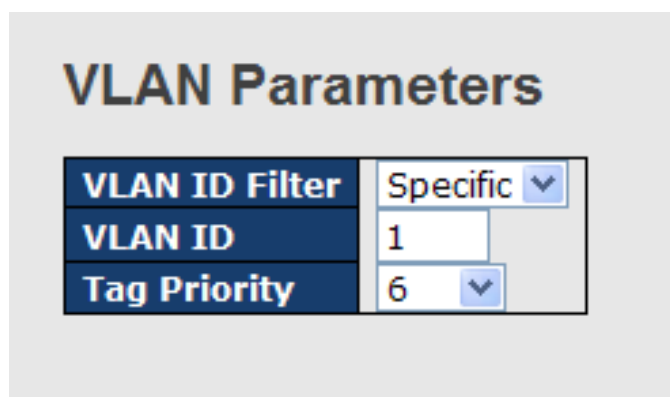 VLAN Parameters
VLAN ID Filter Specific
VLAN ID 1
Tag Priority 6